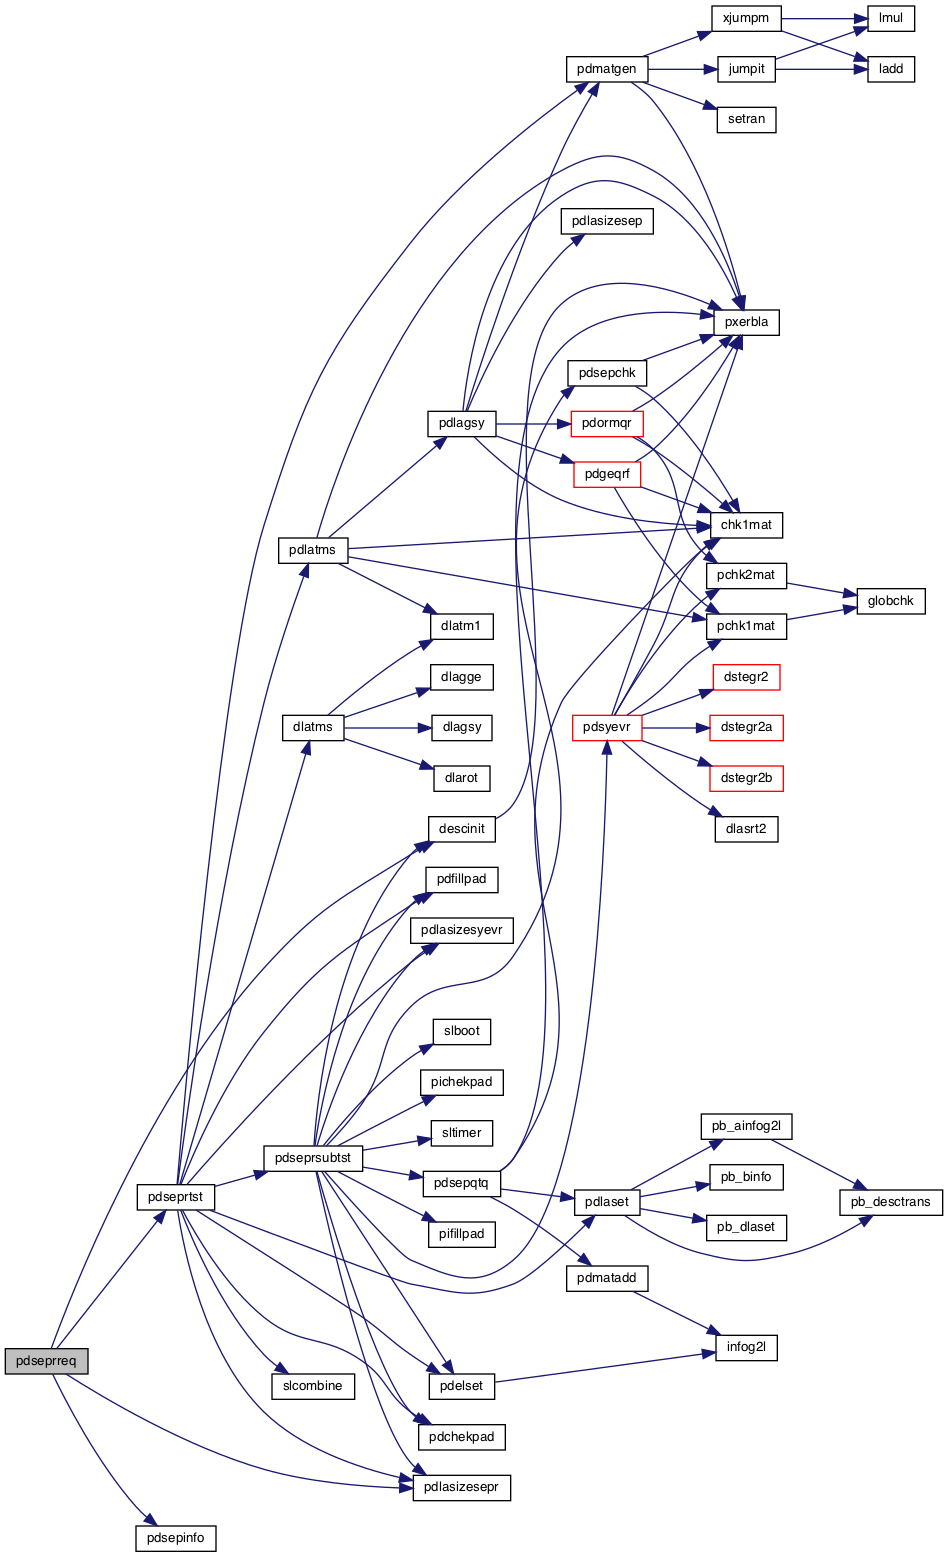 xjumpm
lmul
pdmatgen
jumpit
ladd
setran
pdlasizesep
pxerbla
pdsepchk
pdlagsy
pdormqr
pdgeqrf
chk1mat
pdlatms
pchk2mat
globchk
dlatm1
pchk1mat
dlagge
dstegr2
dlatms
dlagsy
pdsyevr
dstegr2a
dlarot
dstegr2b
descinit
dlasrt2
pdfillpad
pdlasizesyevr
slboot
pichekpad
pb_ainfog2l
sltimer
pdseprsubtst
pdsepqtq
pb_binfo
pdseprtst
pdlaset
pb_desctrans
pifillpad
pb_dlaset
pdmatadd
pdseprreq
infog2l
slcombine
pdelset
pdchekpad
pdlasizesepr
pdsepinfo